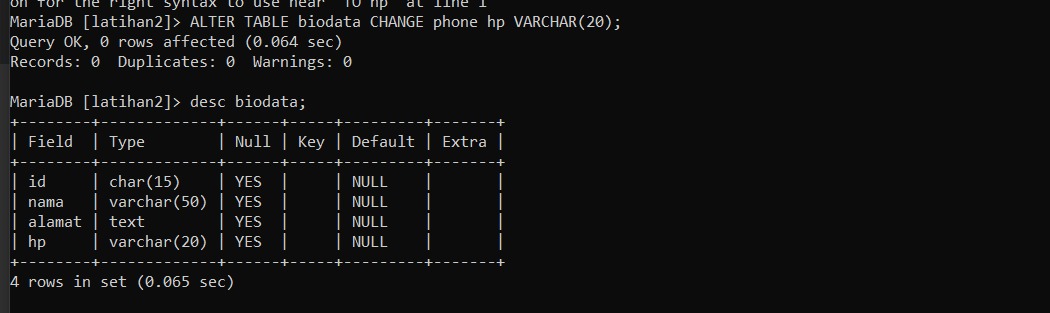 on for the right syntax to use near 'TO hp' at line 1
MariaDB [latihan2]> ALTER TABLE biodata CHANGE phone hp VARCHAR(20);
Query OK, 0 rows affected (0.064 sec)
Records: 0  Duplicates: 0  Warnings: 0
MariaDB [latihan2]> desc biodata;
+--------+-------------+------+-----+---------+-------+
| Field  | Type        | Null | Key | Default | Extra |
+--------+-------------+------+-----+---------+-------+
| id     | char(15)    | YES  |     | NULL    |       |
| nama   | varchar(50) | YES  |     | NULL    |       |
| alamat | text        | YES  |     | NULL    |       |
| hp     | varchar(20) | YES  |     | NULL    |       |
+--------+-------------+------+-----+---------+-------+
4 rows in set (0.065 sec)